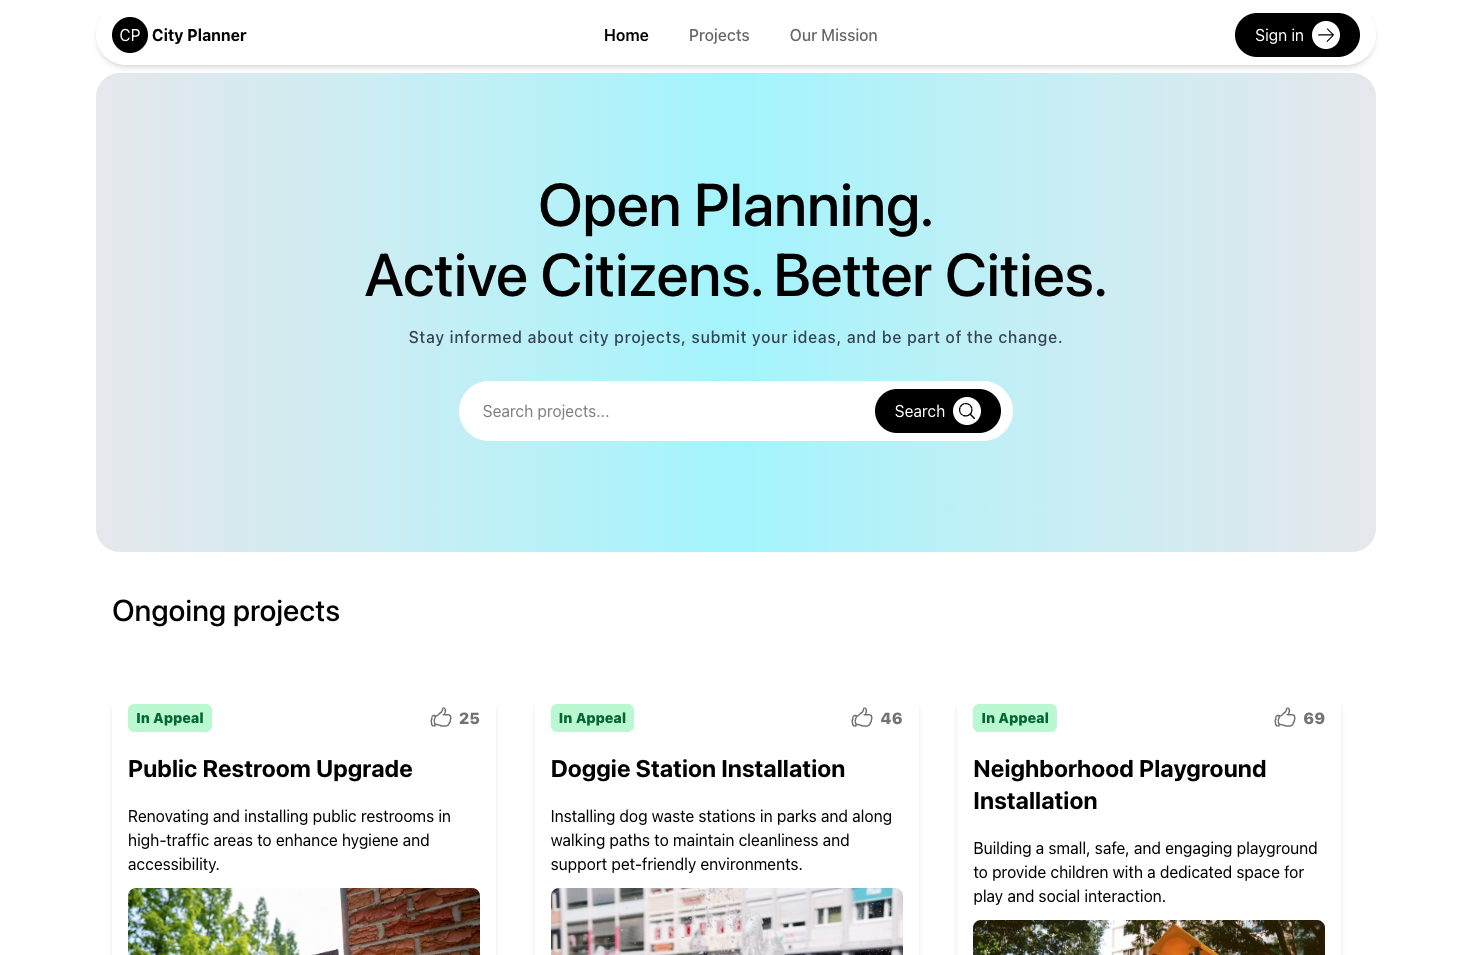 CP City Planner
Home
Projects
Our Mission
Sign in
Open Planning.
Active Citizens. Better Cities.
Stay informed about city projects, submit your ideas, and be part of the change.
Search projects...
Search
Ongoing projects
In Appeal
25
Public Restroom Upgrade
Renovating and installing public restrooms in
high-traffic areas to enhance hygiene and
accessibility.
In Appeal
46
Doggie Station Installation
Installing dog waste stations in parks and along
walking paths to maintain cleanliness and
support pet-friendly environments.
In Appeal
69
Neighborhood Playground
Installation
Building a small, safe, and engaging playground
to provide children with a dedicated space for
play and social interaction.